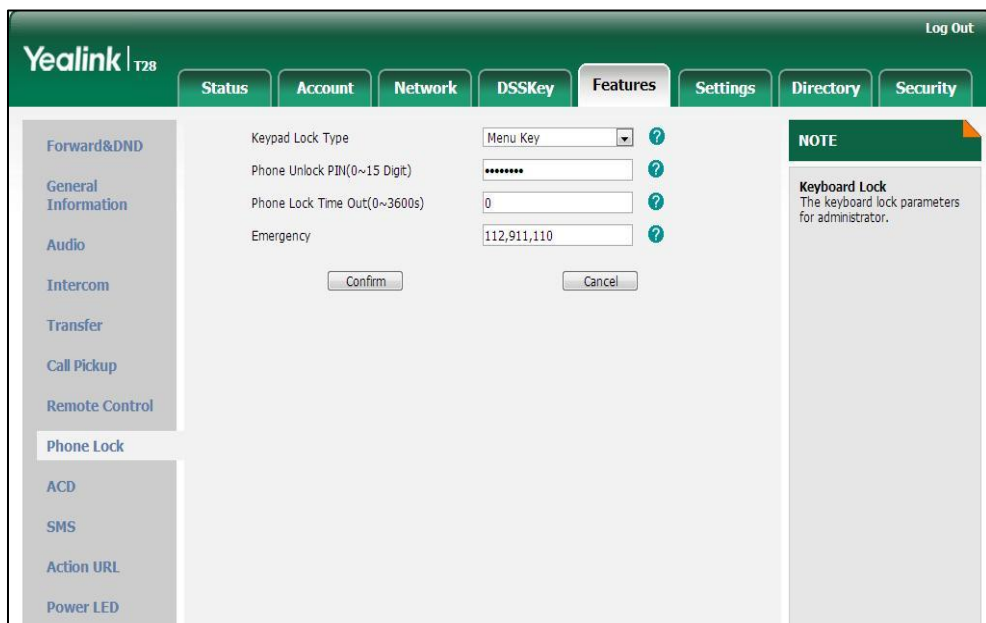 Log Out
Yealink T28
Status Account Network DSSKey Features Settings Directory Security
Forward&DND
General
Information
Audio
Intercom
Transfer
Call Pickup
Remote Control
Phone Lock
ACD
SMS
Action URL
Power LED
Keypad Lock Type Menu Key ?
Phone Unlock PIN(0~15 Digit) •••••••• ?
Phone Lock Time Out(0~3600s) 0 ?
Emergency 112,911,110 ?
Confirm Cancel
NOTE
Keyboard Lock
The keyboard lock parameters
for administrator.